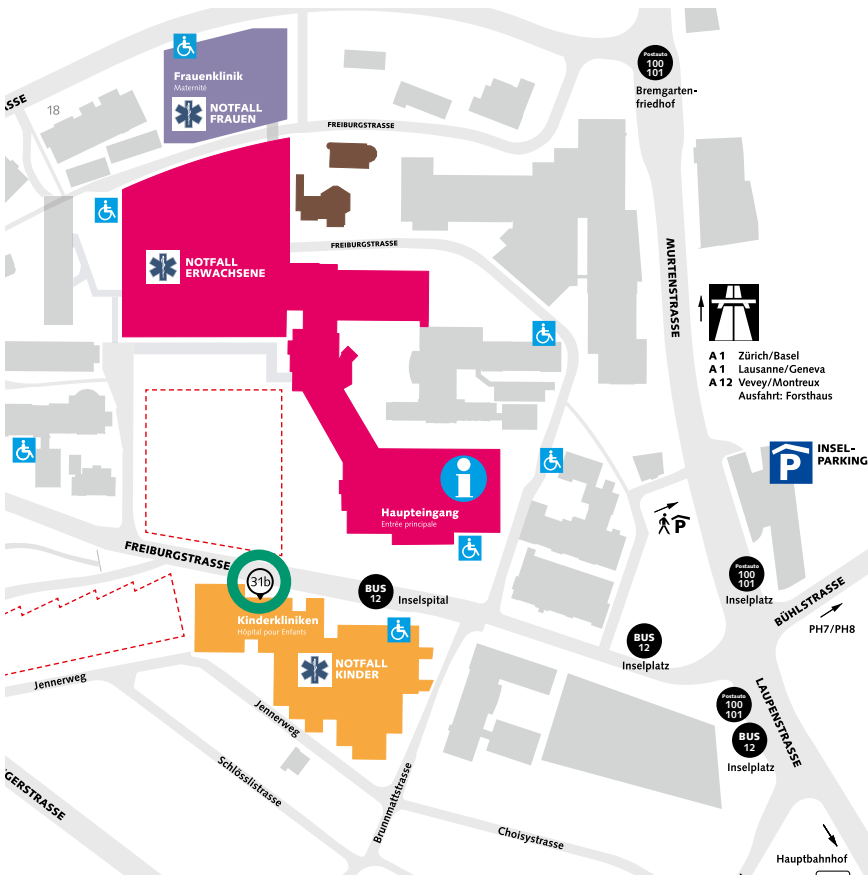 Postauto
100
101
Bremgarten-
friedhof
Frauenklinik
Maternité
NOTFALL
FRAUEN
18
FREIBURGSTRASSE
NOTFALL
ERWACHSENE
FREIBURGSTRASSE
MURTENSTRASSE
A 1 Zürich/Basel
A 1 Lausanne/Geneva
A 12 Vevey/Montreux
Ausfahrt: Forsthaus
P
INSEL-
PARKING
i
Haupteingang
Entrée principale
P
FREIBURGSTRASSE
31b
BUS
12
Inselspital
Postauto
100
101
Inselplatz
BÜHLSTRASSE
PH7/PH8
Kinderkliniken
Hôpital pour Enfants
NOTFALL
KINDER
BUS
12
Inselplatz
Jennerweg
Jennerweg
LAUPENSTRASSE
Postauto
100
101
BUS
12
Inselplatz
Schlösslistrasse
Brunnmattstrasse
Choisystrasse
Hauptbahnhof